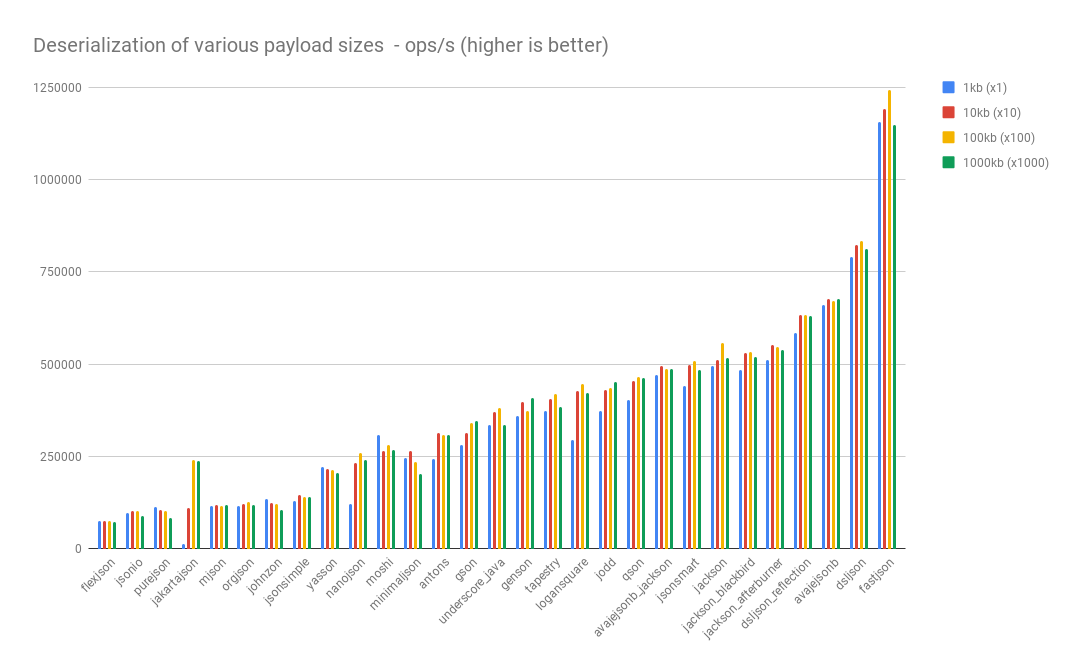 Deserialization of various payload sizes - ops/s (higher is better)
1250000
1000000
750000
500000
250000
0
1kb (x1)
10kb (x10)
100kb (x100)
1000kb (x1000)
flexjson
jsonio
purejson
jakartajson
mjson
orgjson
johnzon
jsonsimple
yasson
nanojson
moshi
minimaljson
antons
gson
underscore_java
genson
tapestry
logansquare
jodd
qson
avajejsonb_jackson
jsonsmart
jackson
jackson_blackbird
jackson_afterburner
dsljson_reflection
avajejsonb
dsljson
fastjson